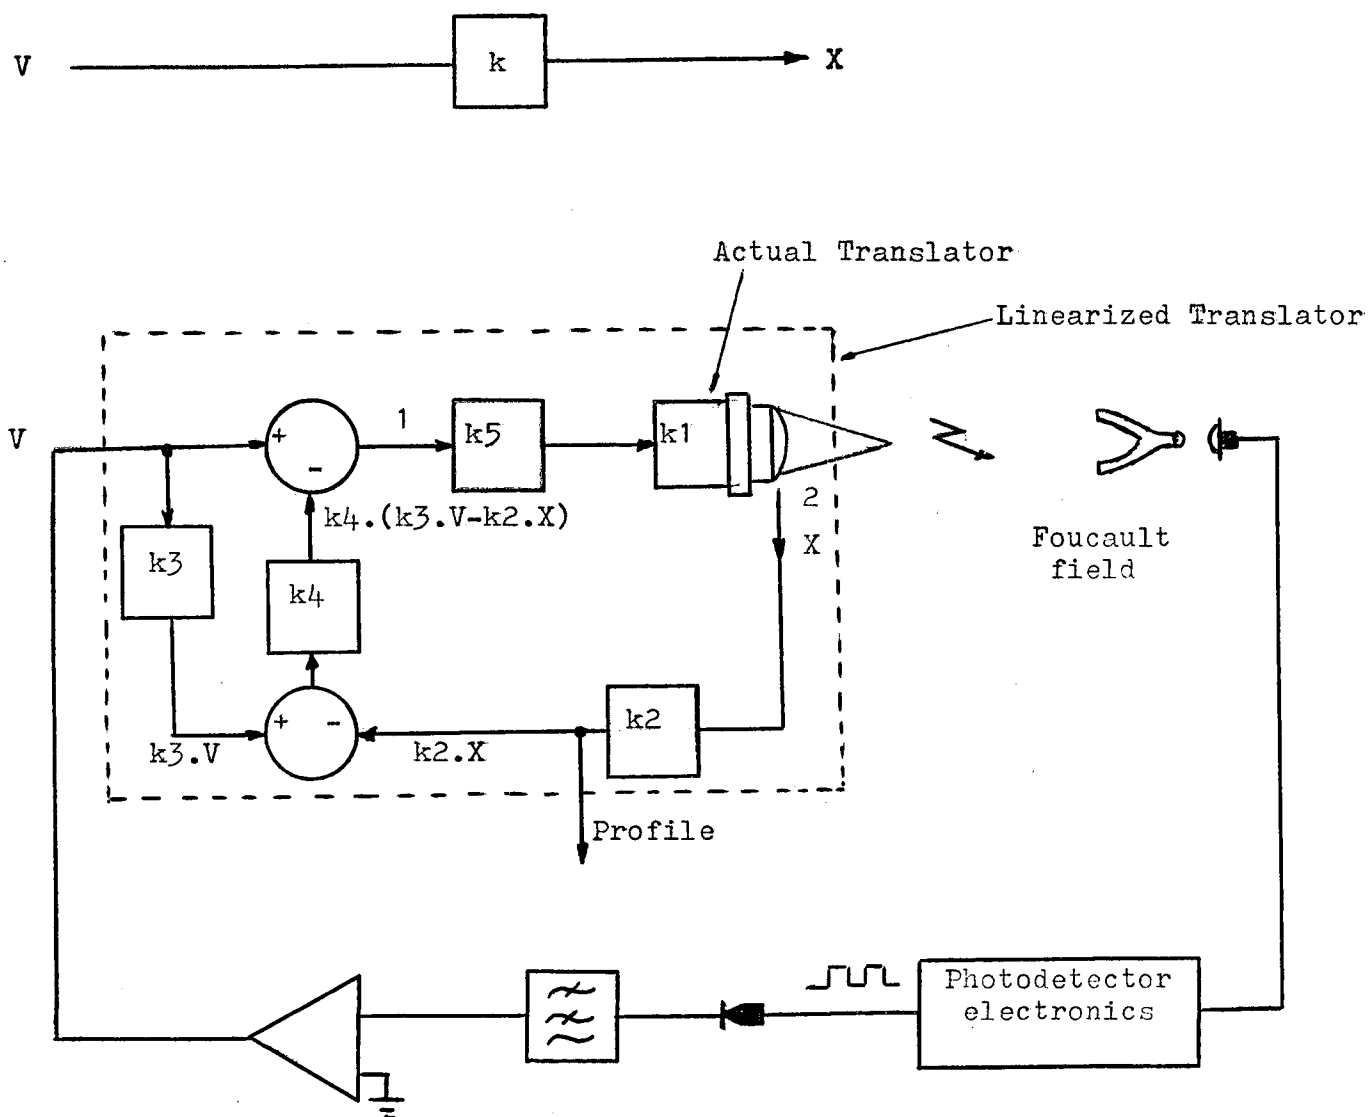 V
k
X
Actual Translator
Linearized Translator
V
+
-
1
k5
k1
2
X
k4.(k3.V-k2.X)
k3
k4
Foucault
field
+
-
k2
k3.V
k2.X
Profile
Photodetector
electronics